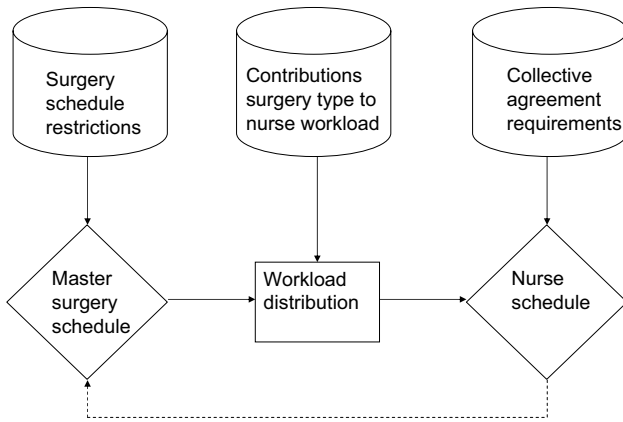 Surgery
schedule
restrictions
Contributions
surgery type to
nurse workload
Collective
agreement
requirements
Master
surgery
schedule
Workload
distribution
Nurse
schedule